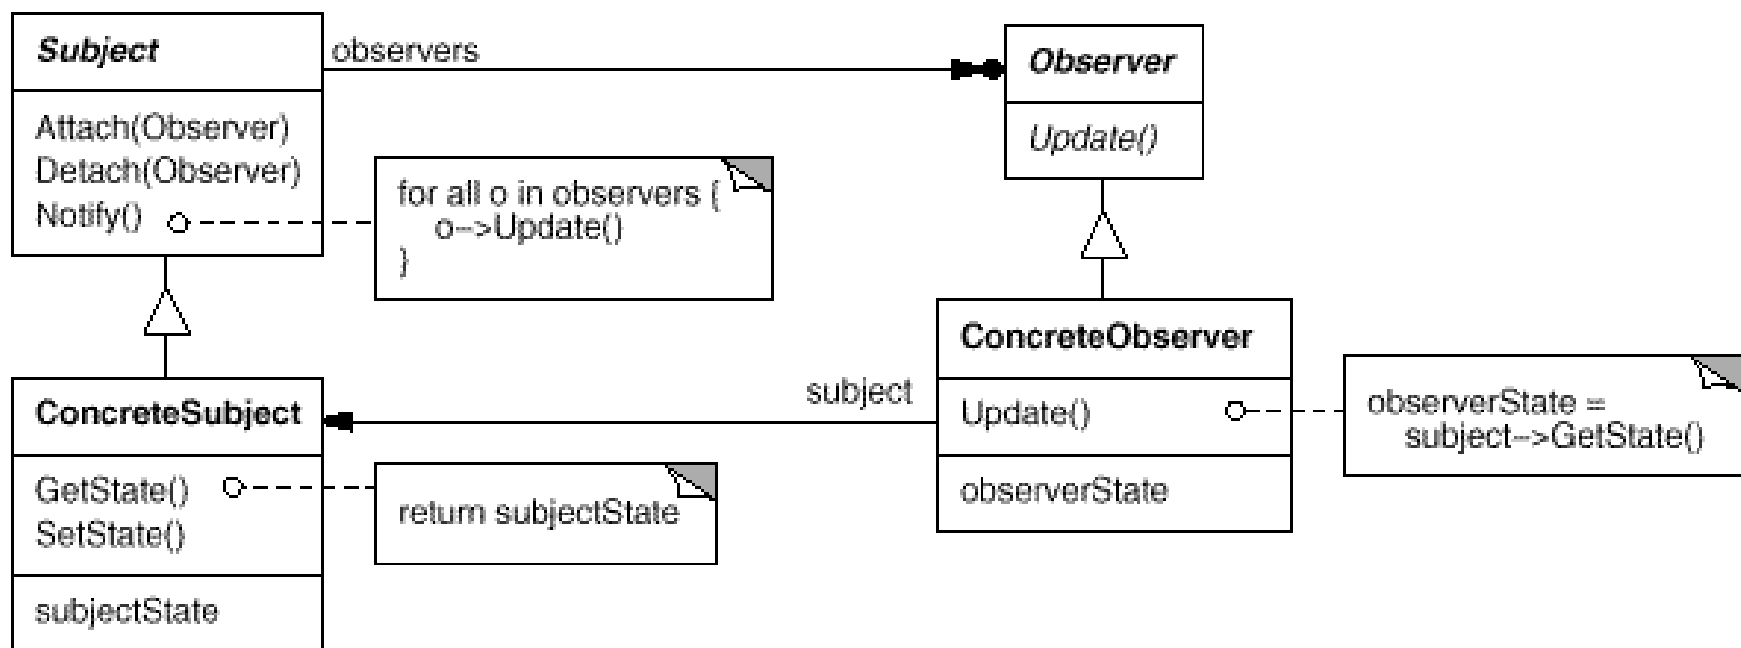 Subject
observers
Attach(Observer)
Detach(Observer)
Notify()
for all o in observers {
o–>Update()
}
Observer
Update()
ConcreteSubject
GetState()
SetState()
subjectState
return subjectState
subject
ConcreteObserver
Update()
observerState
observerState =
subject–>GetState()